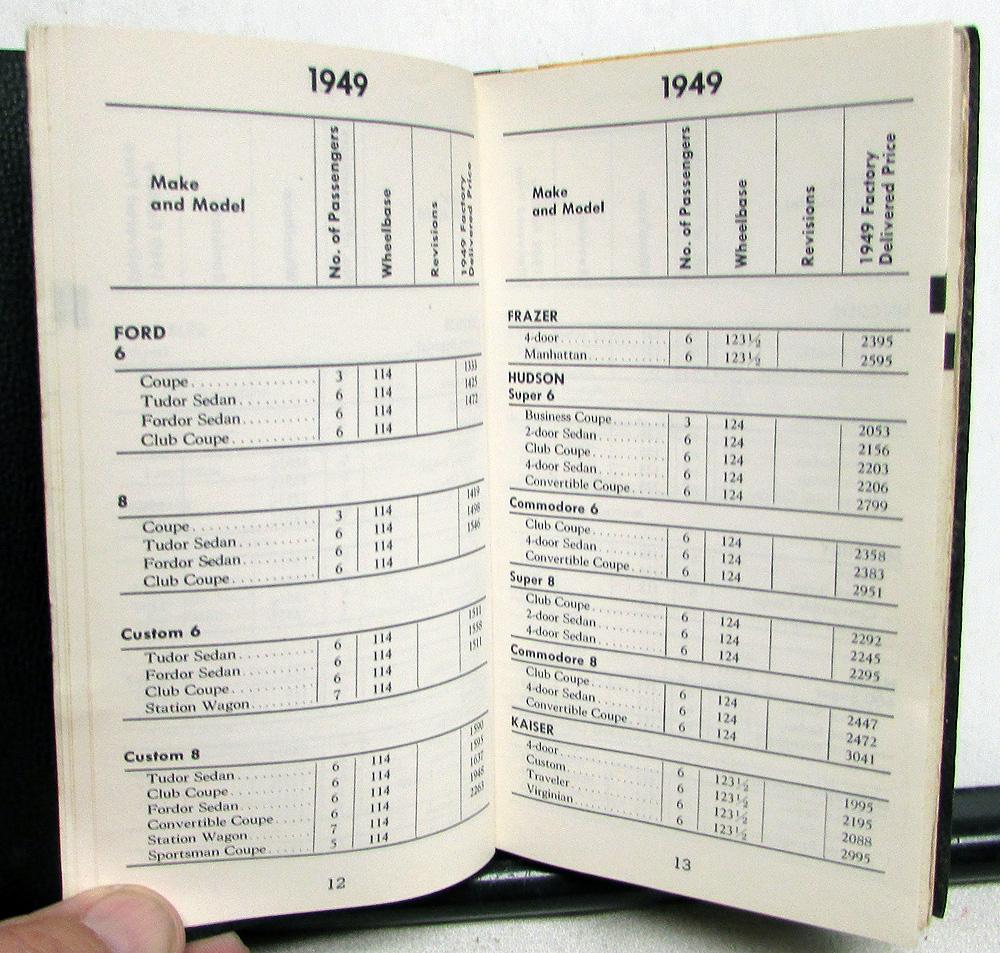 1949
Make and Model No. of Passengers Wheelbase Revisions 1949 Factory Delivered Price
FORD
6
Coupe 3 114 1333
Tudor Sedan 6 114 1425
Fordor Sedan 6 114 1472
Club Coupe 6 114
8
Coupe 3 114 1419
Tudor Sedan 6 114 1498
Fordor Sedan 6 114 1546
Club Coupe 6 114
Custom 6
Tudor Sedan 6 114 1511
Fordor Sedan 6 114 1558
Club Coupe 6 114 1511
Station Wagon 7 114
Custom 8
Tudor Sedan 6 114 1590
Club Coupe 6 114 1595
Fordor Sedan 6 114 1637
Convertible Coupe 6 114
Station Wagon 7 114 2263
Sportsman Coupe 5 114
12
1949
Make and Model No. of Passengers Wheelbase Revisions 1949 Factory Delivered Price
FRAZER
4-door 6 123½ 2395
Manhattan 6 123½ 2595
HUDSON
Super 6
Business Coupe 3 124 2053
2-door Sedan 6 124 2156
Club Coupe 6 124 2203
4-door Sedan 6 124 2206
Convertible Coupe 6 124 2799
Commodore 6
Club Coupe 6 124 2358
4-door Sedan 6 124 2383
Convertible Coupe 6 124 2951
Super 8
Club Coupe 6 124 2292
2-door Sedan 6 124 2245
4-door Sedan 6 124 2295
Commodore 8
Club Coupe 6 124 2447
4-door Sedan 6 124 2472
Convertible Coupe 6 124 3041
KAISER
4-door 6 123½ 1995
Custom 6 123½ 2195
Traveler 6 123½ 2088
Virginian 6 123½ 2995
13